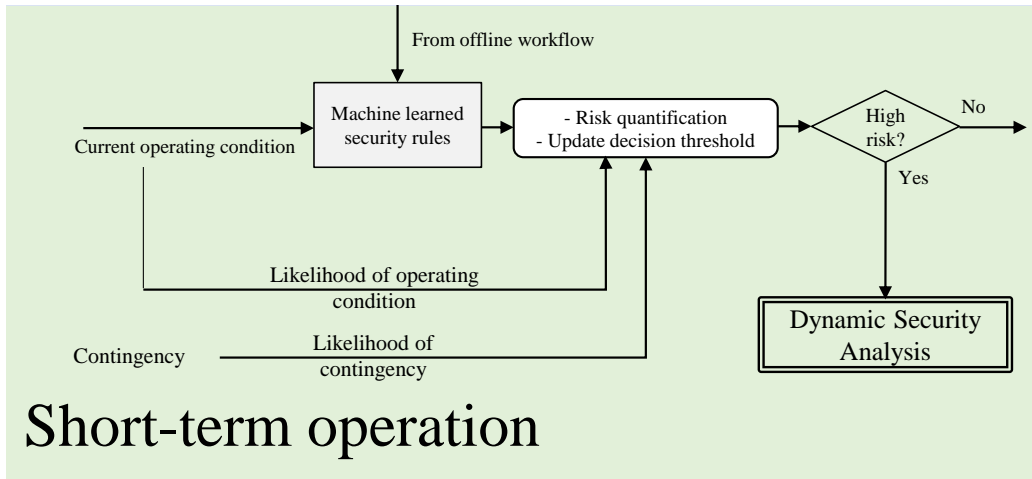 From offline workflow
Machine learned
security rules
Current operating condition
- Risk quantification
- Update decision threshold
High
risk?
No
Yes
Likelihood of operating
condition
Contingency
Likelihood of
contingency
Dynamic Security
Analysis
Short-term operation